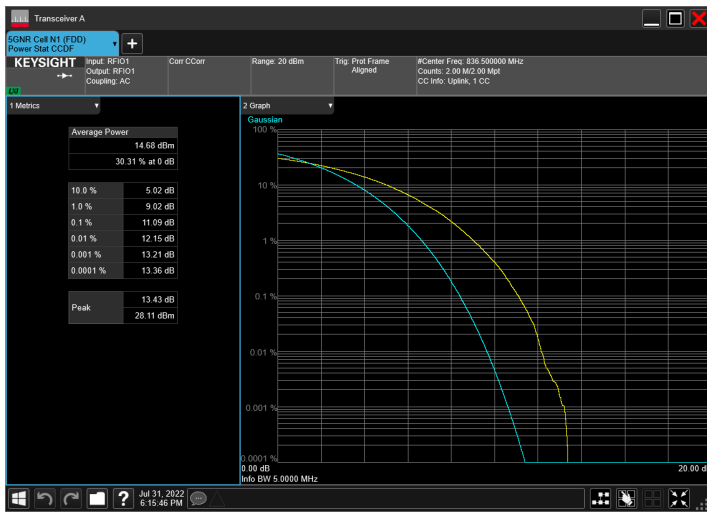 Transceiver A
5GNR Cell N1 (FDD)
Power Stat CCDF
KEYSIGHT
Input: RFIO1
Output: RFIO1
Coupling: AC
Corr CCorr
Range: 20 dBm
Trig: Prot Frame
Aligned
#Center Freq: 836.500000 MHz
Counts: 2.00 M/2.00 Mpt
CC Info: Uplink, 1 CC
1 Metrics
Average Power
14.68 dBm
30.31 % at 0 dB
10.0 % 5.02 dB
1.0 % 9.02 dB
0.1 % 11.09 dB
0.01 % 12.15 dB
0.001 % 13.21 dB
0.0001 % 13.36 dB
Peak
13.43 dB
28.11 dBm
2 Graph
Gaussian
100 %
10 %
1 %
0.1 %
0.01 %
0.001 %
0.0001 %
0.00 dB
20.00 d
Info BW 5.0000 MHz
?
Jul 31, 2022
6:15:46 PM